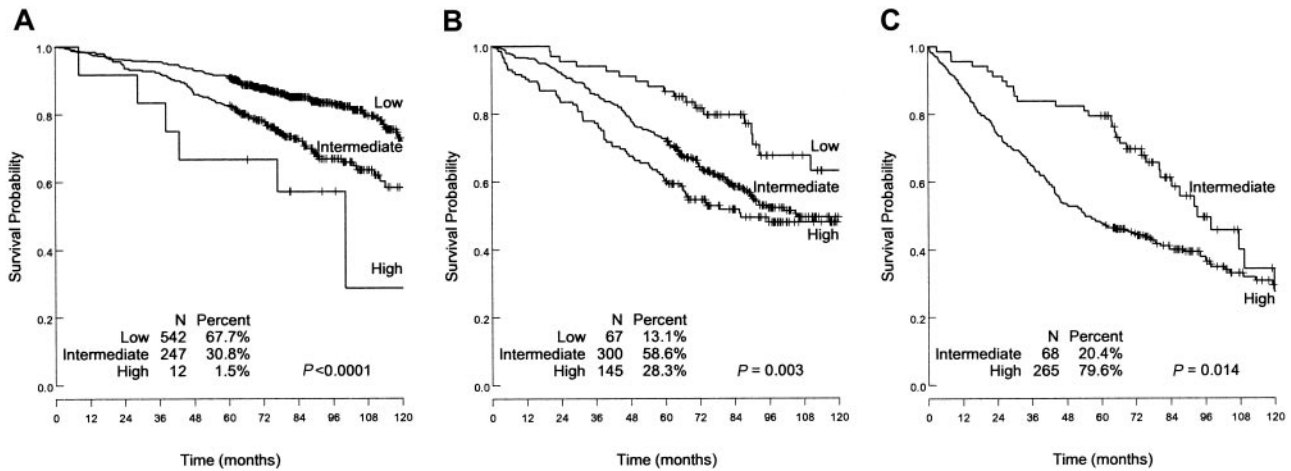 A
Survival Probability
1.0
0.8
0.6
0.4
0.2
0.0
Low
Intermediate
High
N Percent
Low 542 67.7%
Intermediate 247 30.8%
High 12 1.5%
P <0.0001
0 12 24 36 48 60 72 84 96 108 120
Time (months)
B
Survival Probability
1.0
0.8
0.6
0.4
0.2
0.0
Low
Intermediate
High
N Percent
Low 67 13.1%
Intermediate 300 58.6%
High 145 28.3%
P = 0.003
0 12 24 36 48 60 72 84 96 108 120
Time (months)
C
Survival Probability
1.0
0.8
0.6
0.4
0.2
0.0
Intermediate
High
N Percent
Intermediate 68 20.4%
High 265 79.6%
P = 0.014
0 12 24 36 48 60 72 84 96 108 120
Time (months)